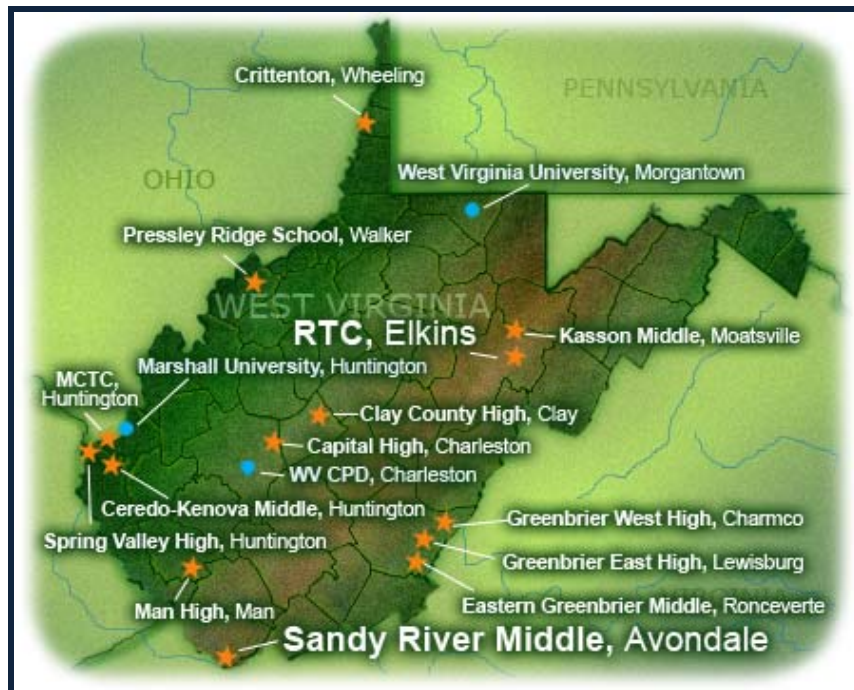 Crittenton, Wheeling
PENNSYLVANIA
West Virginia University, Morgantown
OHIO
Pressley Ridge School, Walker
WEST VIRGINIA
RTC, Elkins
Kasson Middle, Moatsville
Marshall University, Huntington
MCTC,
Huntington
Clay County High, Clay
Capital High, Charleston
WV CPD, Charleston
Ceredo-Kenova Middle, Huntington
Greenbrier West High, Charmco
Spring Valley High, Huntington
Greenbrier East High, Lewisburg
Man High, Man
Eastern Greenbrier Middle, Ronceverte
Sandy River Middle, Avondale